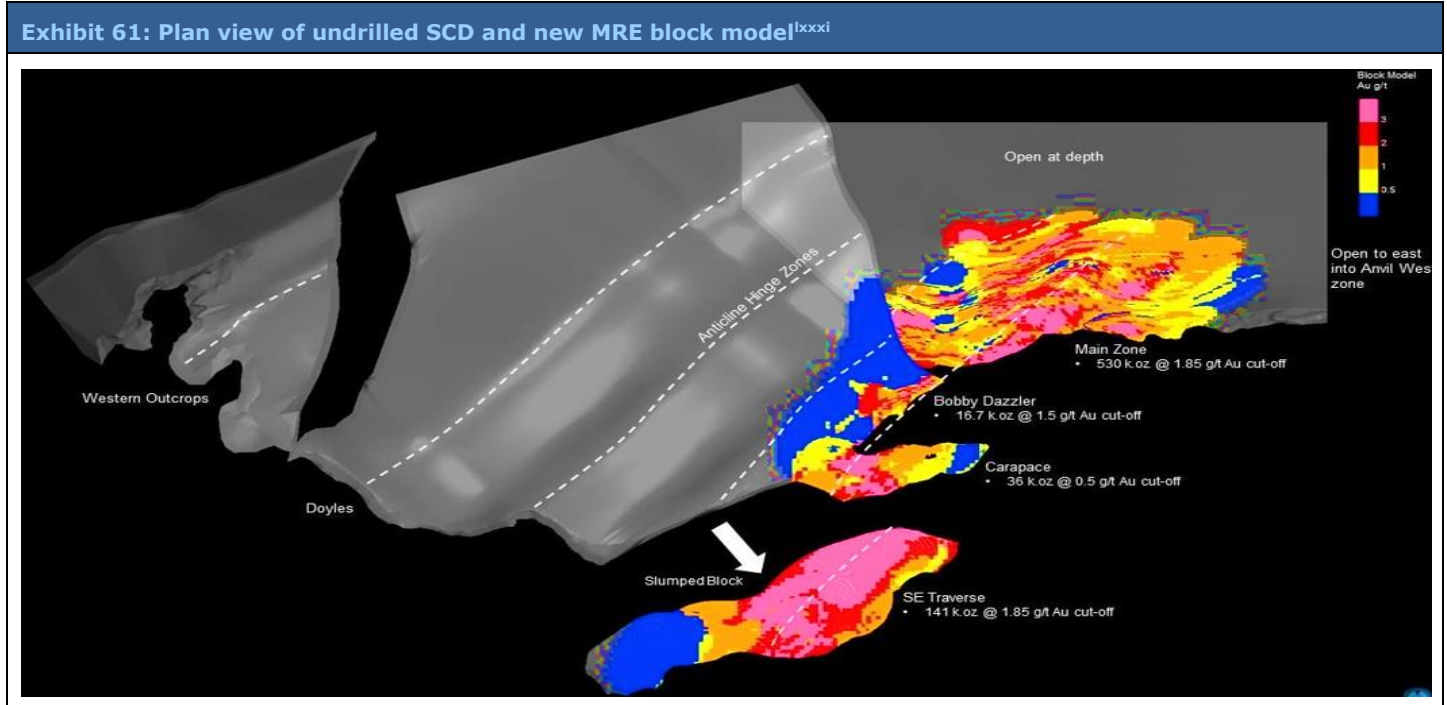 Exhibit 61: Plan view of undrilled SCD and new MRE block model lxxxi
Block Model
Au g/t
3
2
1
0.5
Open at depth
Open to east
into Anvil Wes
zone
Anticline Hinge Zones
Western Outcrops
Doyles
Main Zone
• 530 k.oz @ 1.85 g/t Au cut-off
Bobby Dazzler
• 16.7 k.oz @ 1.5 g/t Au cut-off
Carapace
• 36 k.oz @ 0.5 g/t Au cut-off
Slumped Block
SE Traverse
• 141 k.oz @ 1.85 g/t Au cut-off